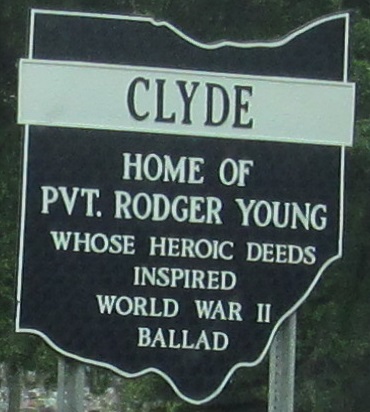 CLYDE
HOME OF
PVT. RODGER YOUNG
WHOSE HEROIC DEEDS
INSPIRED
WORLD WAR II
BALLAD